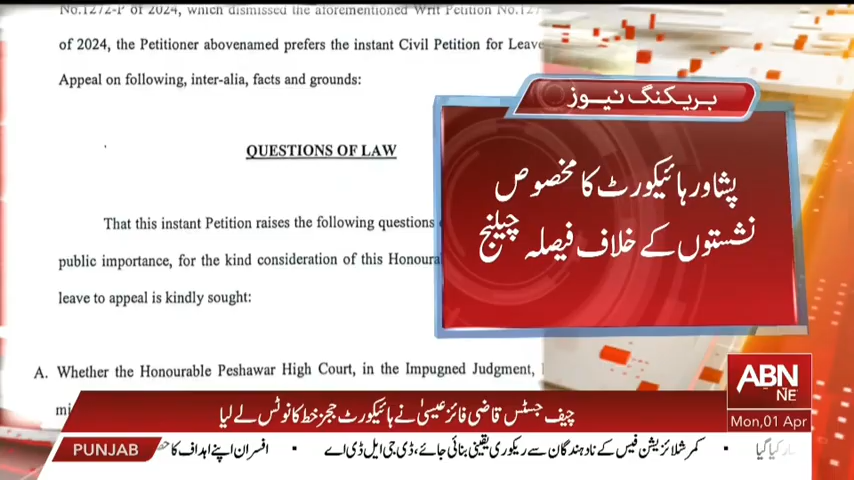 No.1272-P of 2024, which dismissed the aforementioned Writ Petition No.127
of 2024, the Petitioner abovenamed prefers the instant Civil Petition for Leave
Appeal on following, inter-alia, facts and grounds:
QUESTIONS OF LAW
That this instant Petition raises the following questions
public importance, for the kind consideration of this Honoura
leave to appeal is kindly sought:
A. Whether the Honourable Peshawar High Court, in the Impugned Judgment,
بریکنگ نیوز
پشاور ہائیکورٹ کا مخصوص
نشستوں کے خلاف فیصلہ چیلنج
ABN
NE
Mon,01 Apr
چیف جسٹس قاضی فائز عیسیٰ نے ہائیکورٹ ججز خط کا نوٹس لے لیا
PUNJAB
کیا گیا • کمرشلائزیشن فیس کے نادہندگان سے ریکوری یقینی بنائی جائے، ڈی جی ایل ڈی اے • افسران اپنے اہداف کا